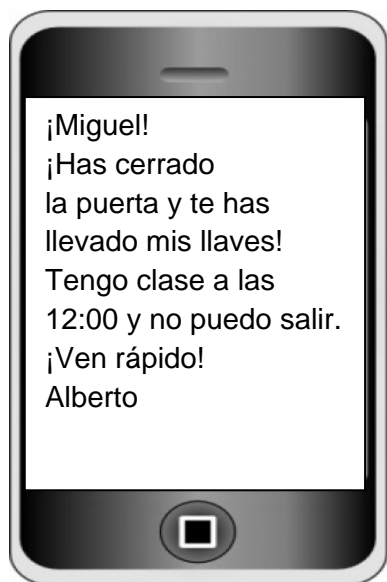 ¡Miguel!
¡Has cerrado
la puerta y te has
llevado mis llaves!
Tengo clase a las
12:00 y no puedo salir.
¡Ven rápido!
Alberto